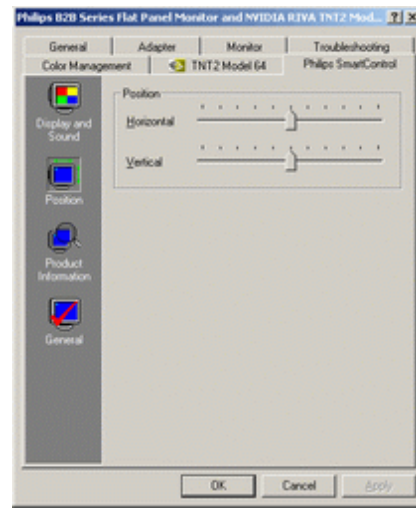 Philips B2B Series Flat Panel Monitor and NVIDIA RIVA TNT2 Mod...
General Adapter Monitor Troubleshooting
Color Management TNT2 Model 64 Philips SmartControl
Display and
Sound
Position
Product
Information
General
Position
Horizontal
Vertical
OK Cancel Apply